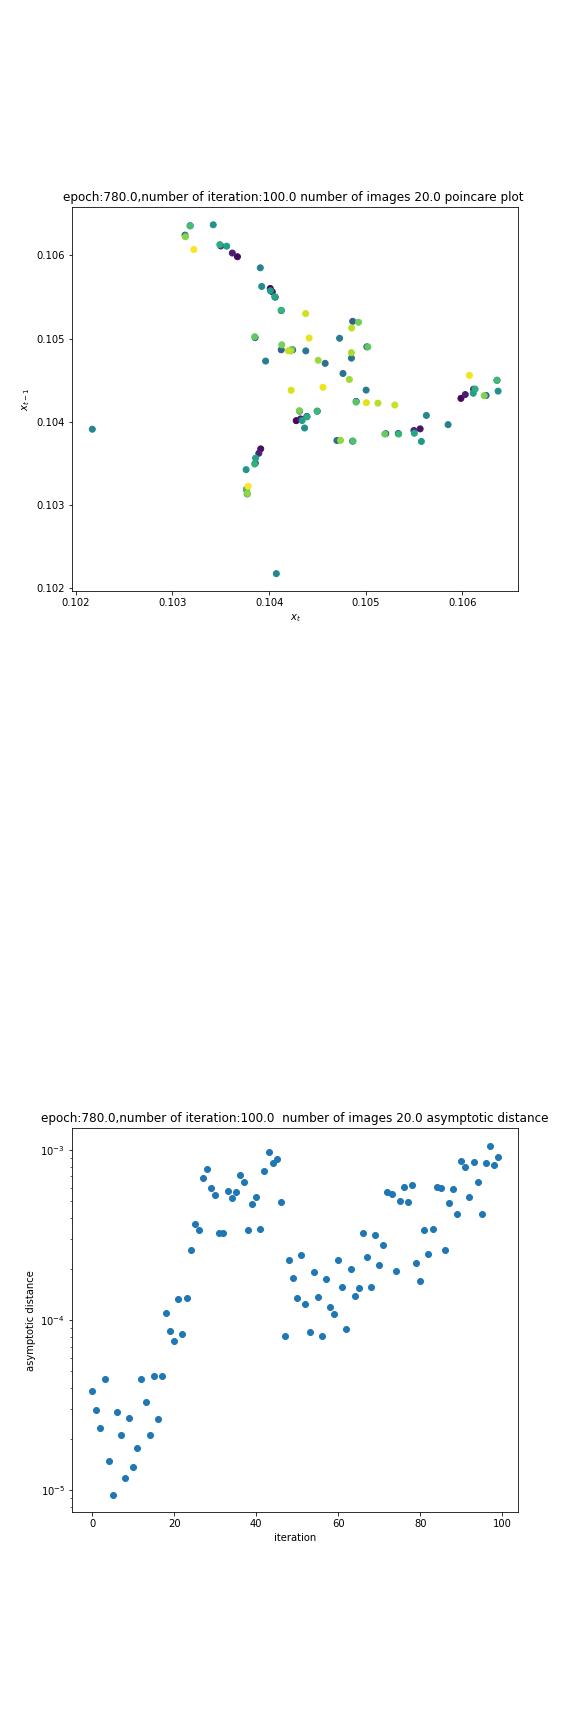 epoch:780.0,number of iteration:100.0 number of images 20.0 poincare plot
0.106
0.105
0.104
0.103
0.102
x_{t-1}
0.102 0.103 0.104 0.105 0.106
x_t
epoch:780.0,number of iteration:100.0  number of images 20.0 asymptotic distance
10^{-3}
10^{-4}
10^{-5}
asymptotic distance
0 20 40 60 80 100
iteration